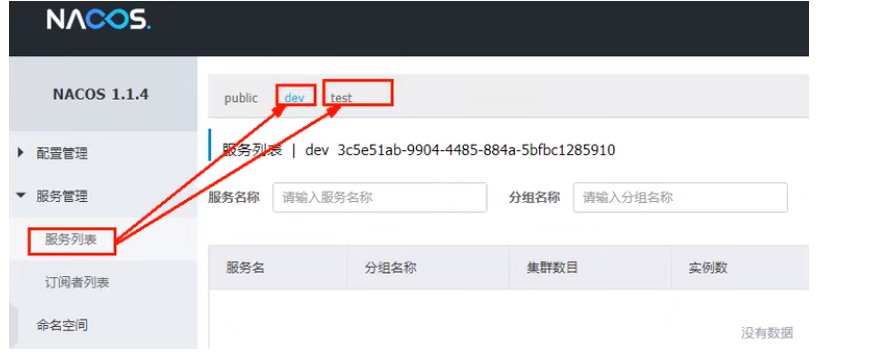 NACOS.
NACOS 1.1.4
public dev test
配置管理
服务列表 | dev 3c5e51ab-9904-4485-884a-5bfbc1285910
服务管理
服务名称 请输入服务名称 分组名称 请输入分组名称
服务列表
服务名 分组名称 集群数目 实例数
订阅者列表
命名空间
没有数据